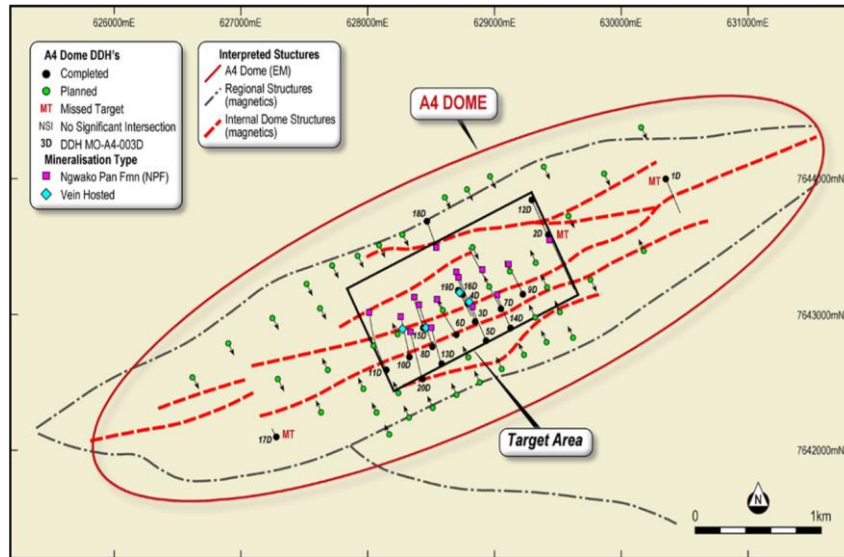 626000mE
627000mE
628000mE
629000mE
630000mE
631000mE
A4 Dome DDH's
Completed
Planned
MT Missed Target
NSI No Significant Intersection
3D DDH MO-A4-003D
Mineralisation Type
Ngwako Pan Fmn (NPF)
Vein Hosted
Interpreted Stuctures
A4 Dome (EM)
Regional Structures
(magnetics)
Internal Dome Structures
(magnetics)
A4 DOME
MT 1D
7644000mN
12D
18D
2D MT
19D 16D
4D
9D
7D
3D
14D
7643000mN
6D
15D
5D
8D
10D
13D
11D
20D
17D MT
Target Area
7642000mN
N
0 1km